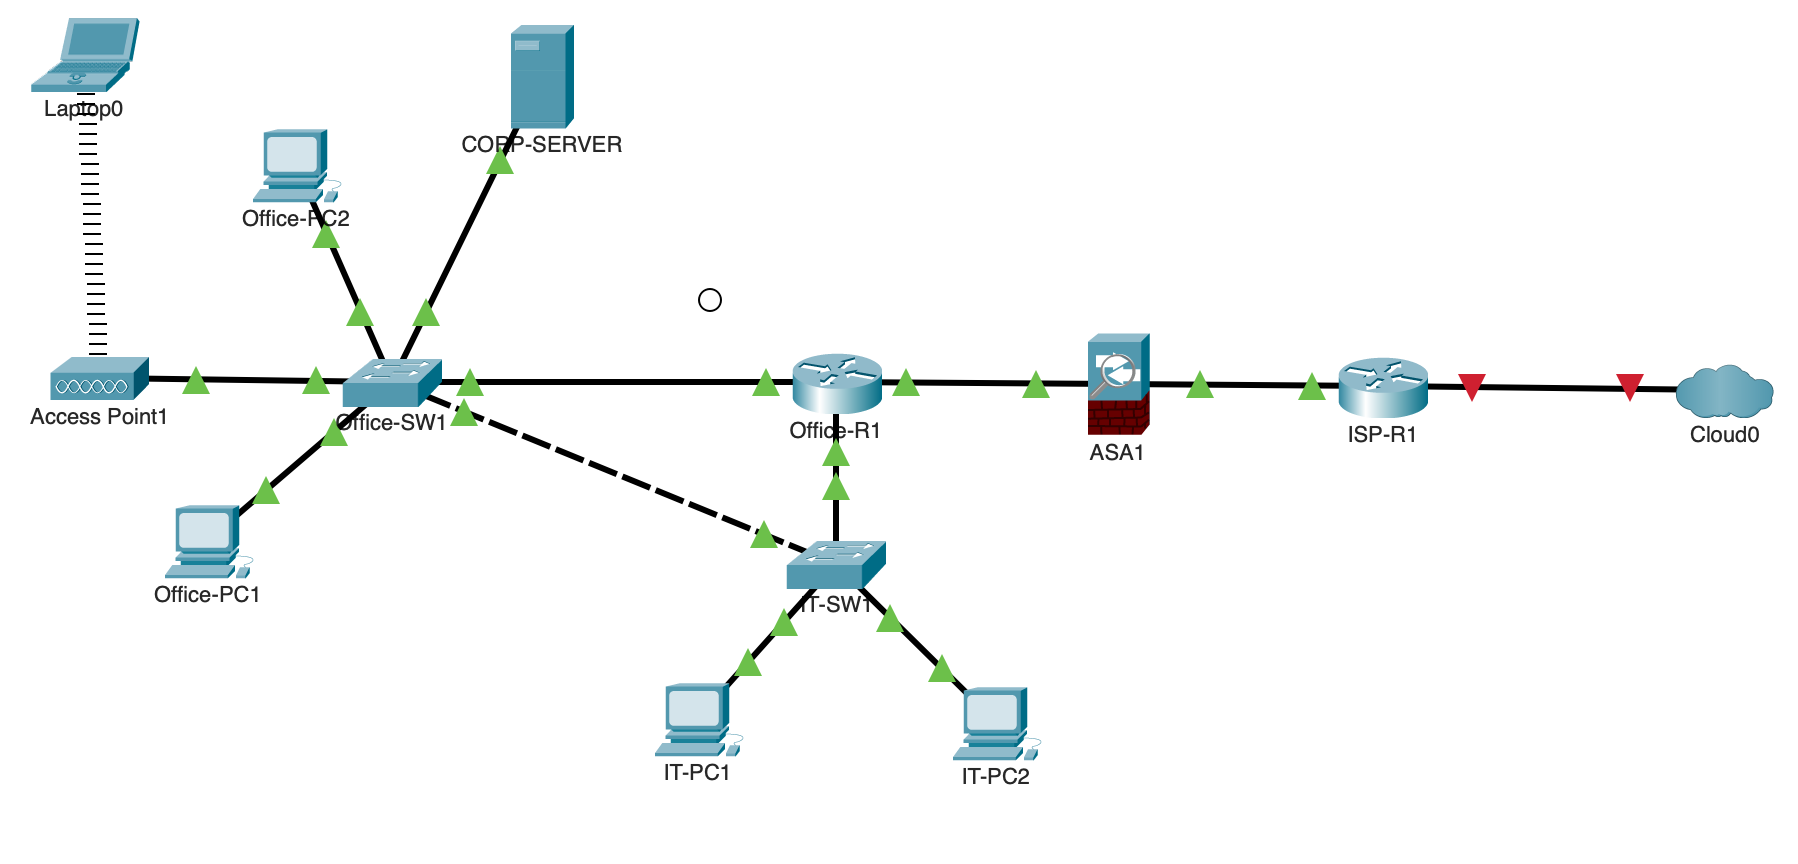 Laptop0
CORP-SERVER
Office-PC2
Access Point1
Office-SW1
Office-R1
ISP-R1
Cloud0
ASA1
Office-PC1
IT-SW1
IT-PC1
IT-PC2